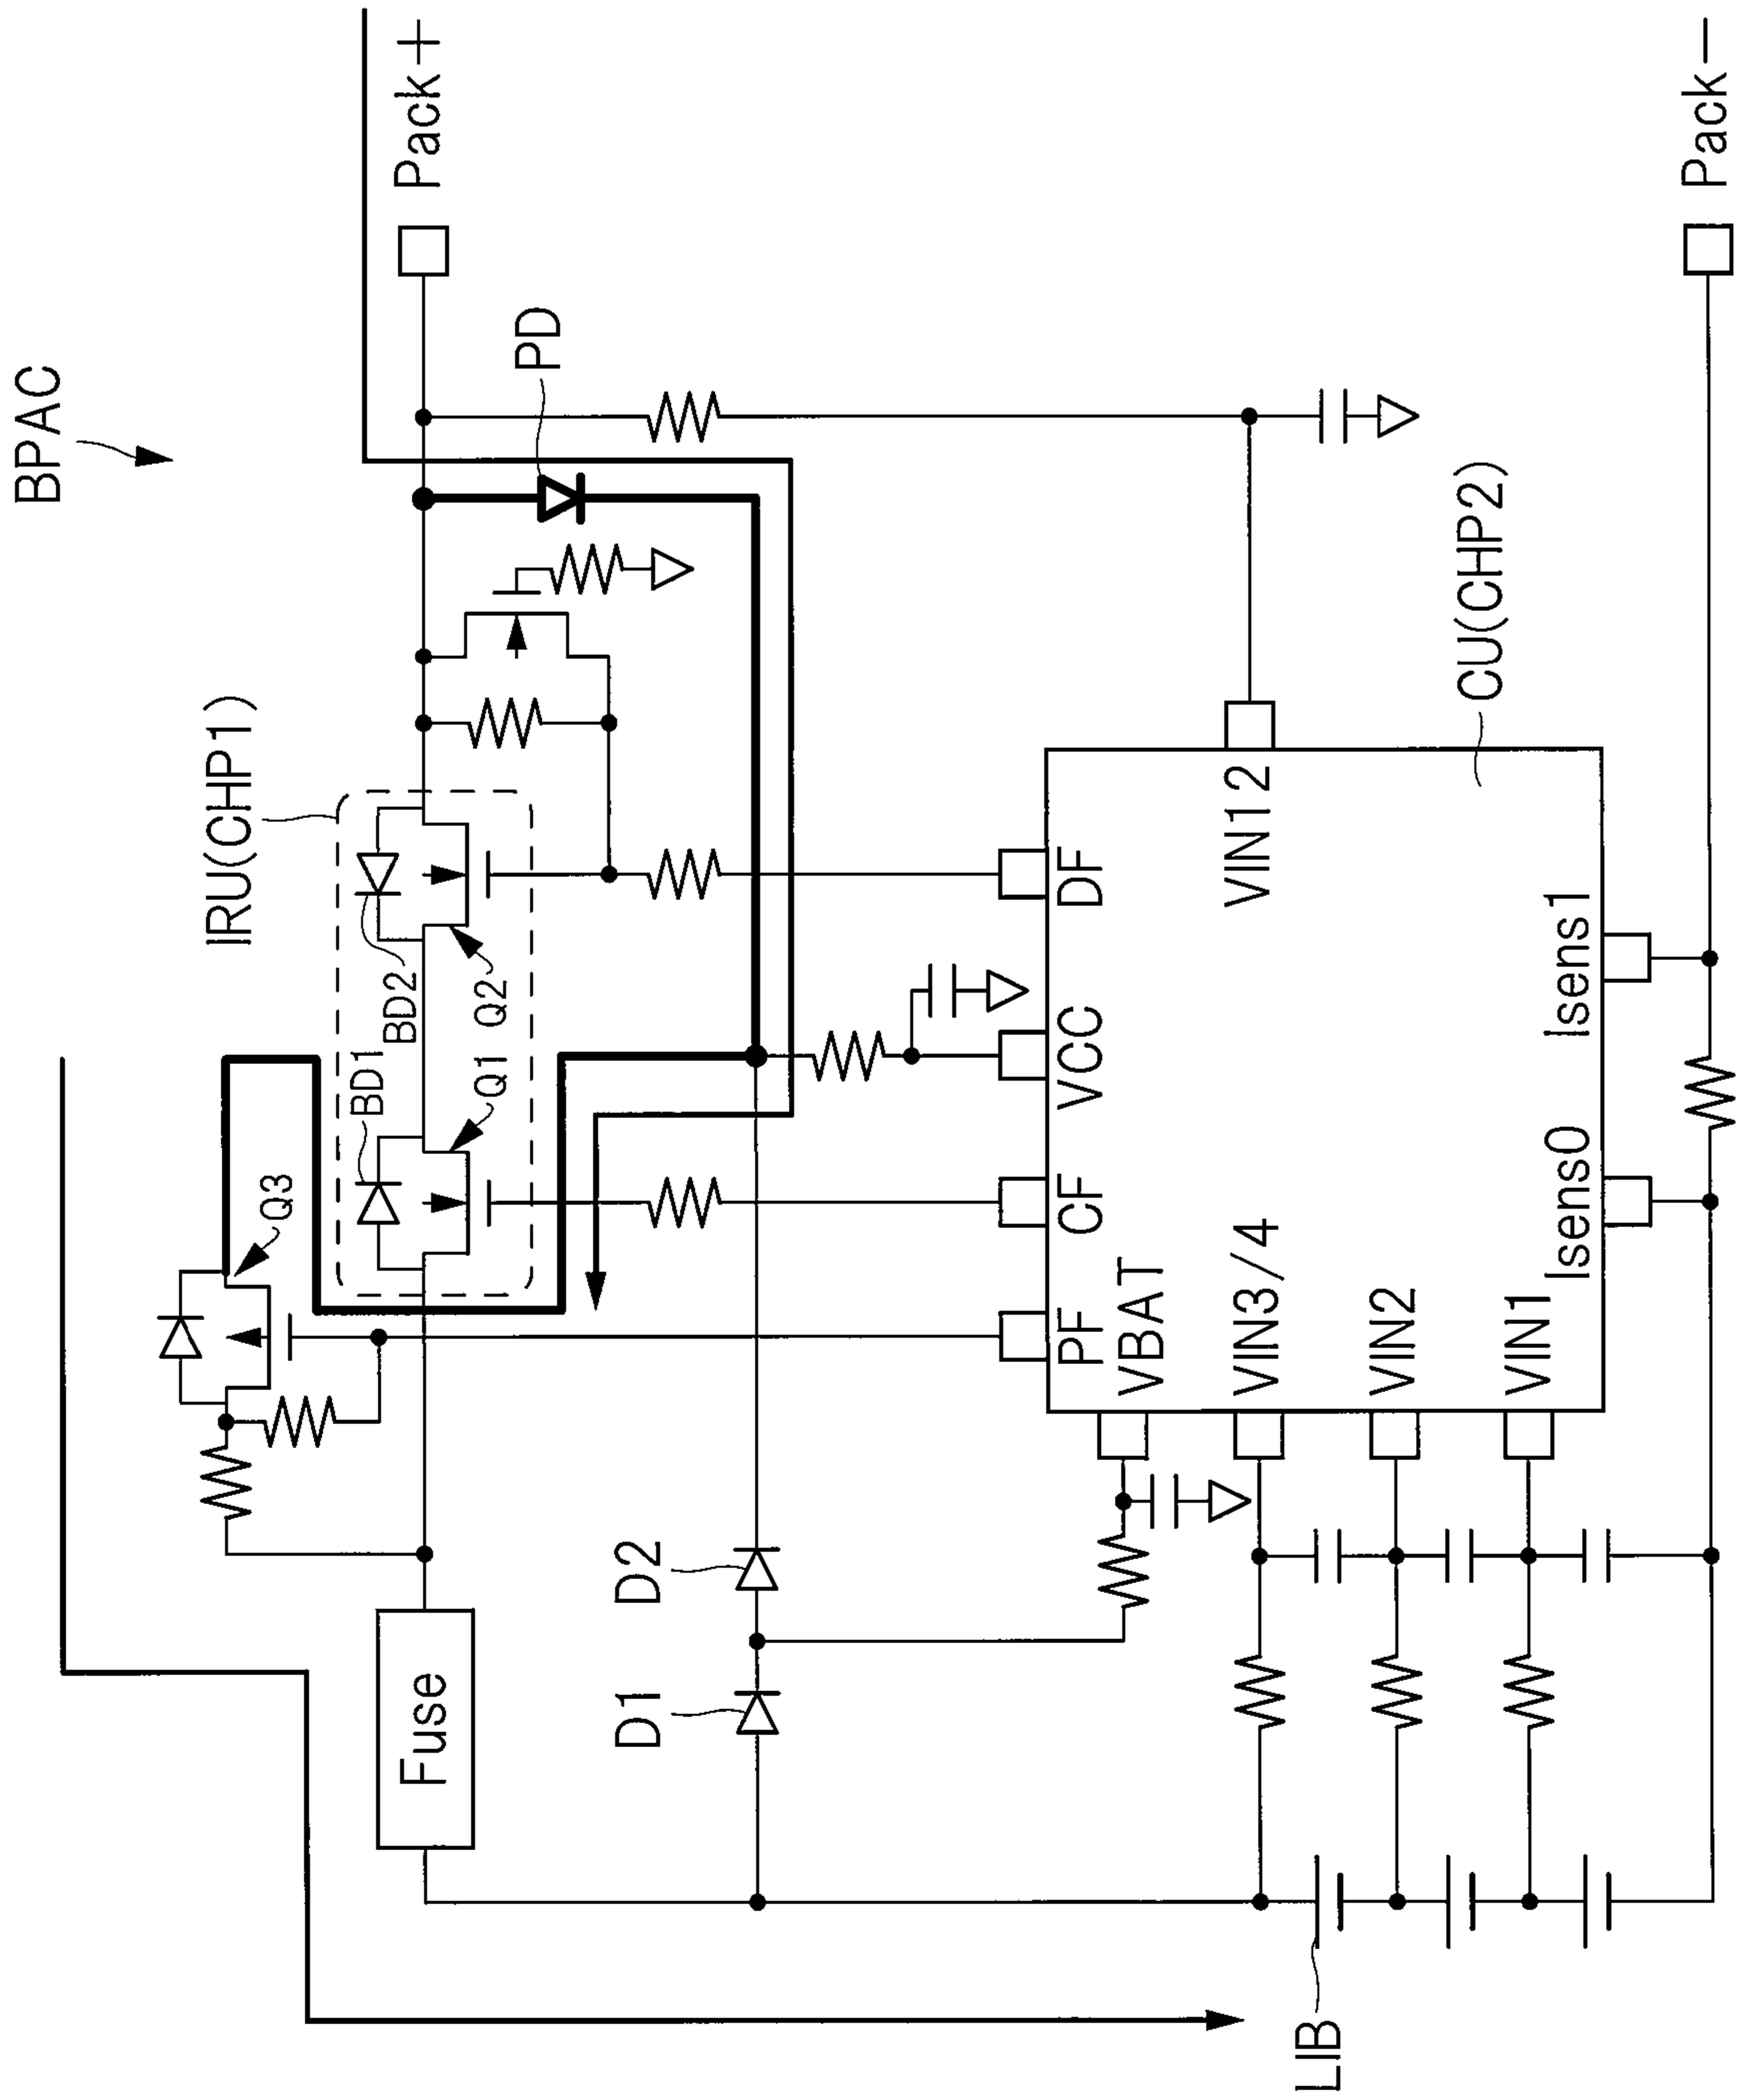 BPAC
Pack+
Pack−
PD
IRU(CHP1)
BD2
BD1
Q2
Q1
Q3
CU(CHP2)
VIN12
DF
VCC
CF
PF
VBAT
VIN3/4
VIN2
VIN1
Isens1
Isens0
Fuse
D2
D1
LIB